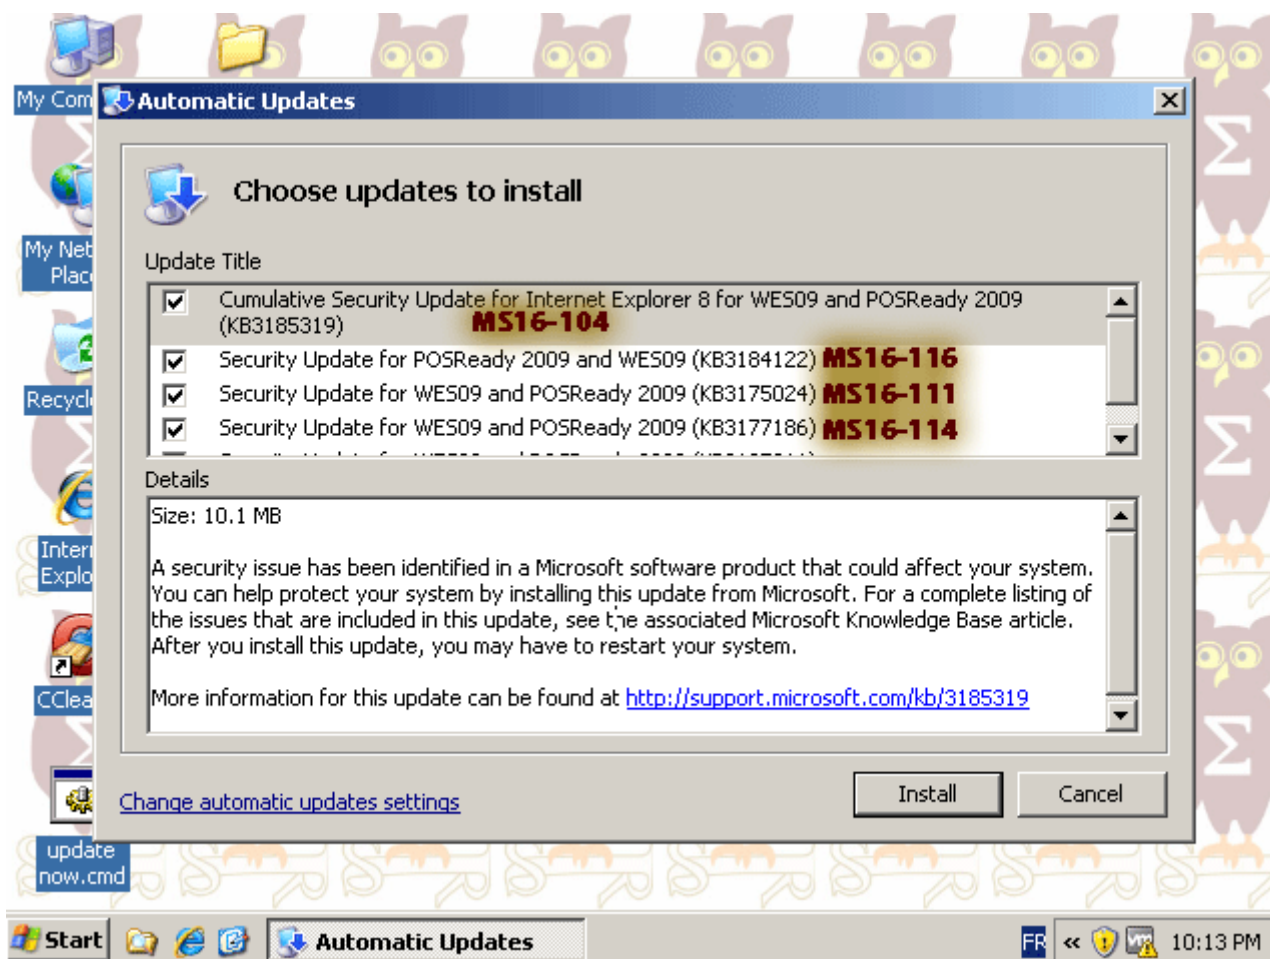 My Com
Automatic Updates
Choose updates to install
My Net
Plac
Update Title
Cumulative Security Update for Internet Explorer 8 for WES09 and POSReady 2009
(KB3185319)
MS16-104
Security Update for POSReady 2009 and WES09 (KB3184122) MS16-116
Security Update for WES09 and POSReady 2009 (KB3175024) MS16-111
Security Update for WES09 and POSReady 2009 (KB3177186) MS16-114
Recycl
Details
Size: 10.1 MB
Inter
Explo
A security issue has been identified in a Microsoft software product that could affect your system.
You can help protect your system by installing this update from Microsoft. For a complete listing of
the issues that are included in this update, see the associated Microsoft Knowledge Base article.
After you install this update, you may have to restart your system.
CClea
More information for this update can be found at http://support.microsoft.com/kb/3185319
Change automatic updates settings
Install
Cancel
update
now.cmd
Start
Automatic Updates
FR
«
10:13 PM